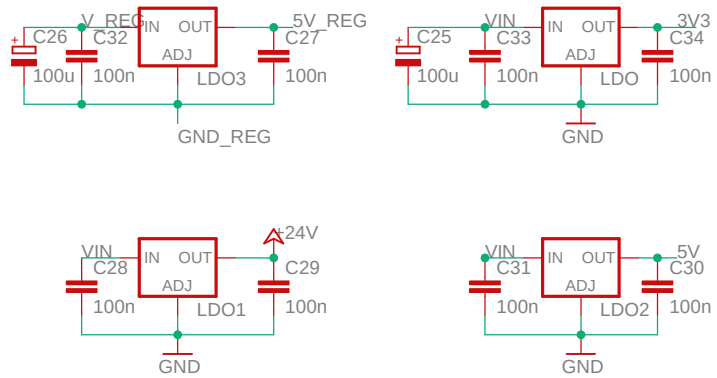 V_REG
5V_REG
VIN
3V3
C26
C32
IN
OUT
C27
C25
C33
IN
OUT
C34
+
ADJ
+
ADJ
100u
100n
LDO3
100n
100u
100n
LDO
100n
GND_REG
GND
+24V
VIN
IN
OUT
VIN
IN
OUT
5V
C28
C29
C31
C30
ADJ
ADJ
100n
LDO1
100n
100n
LDO2
100n
GND
GND